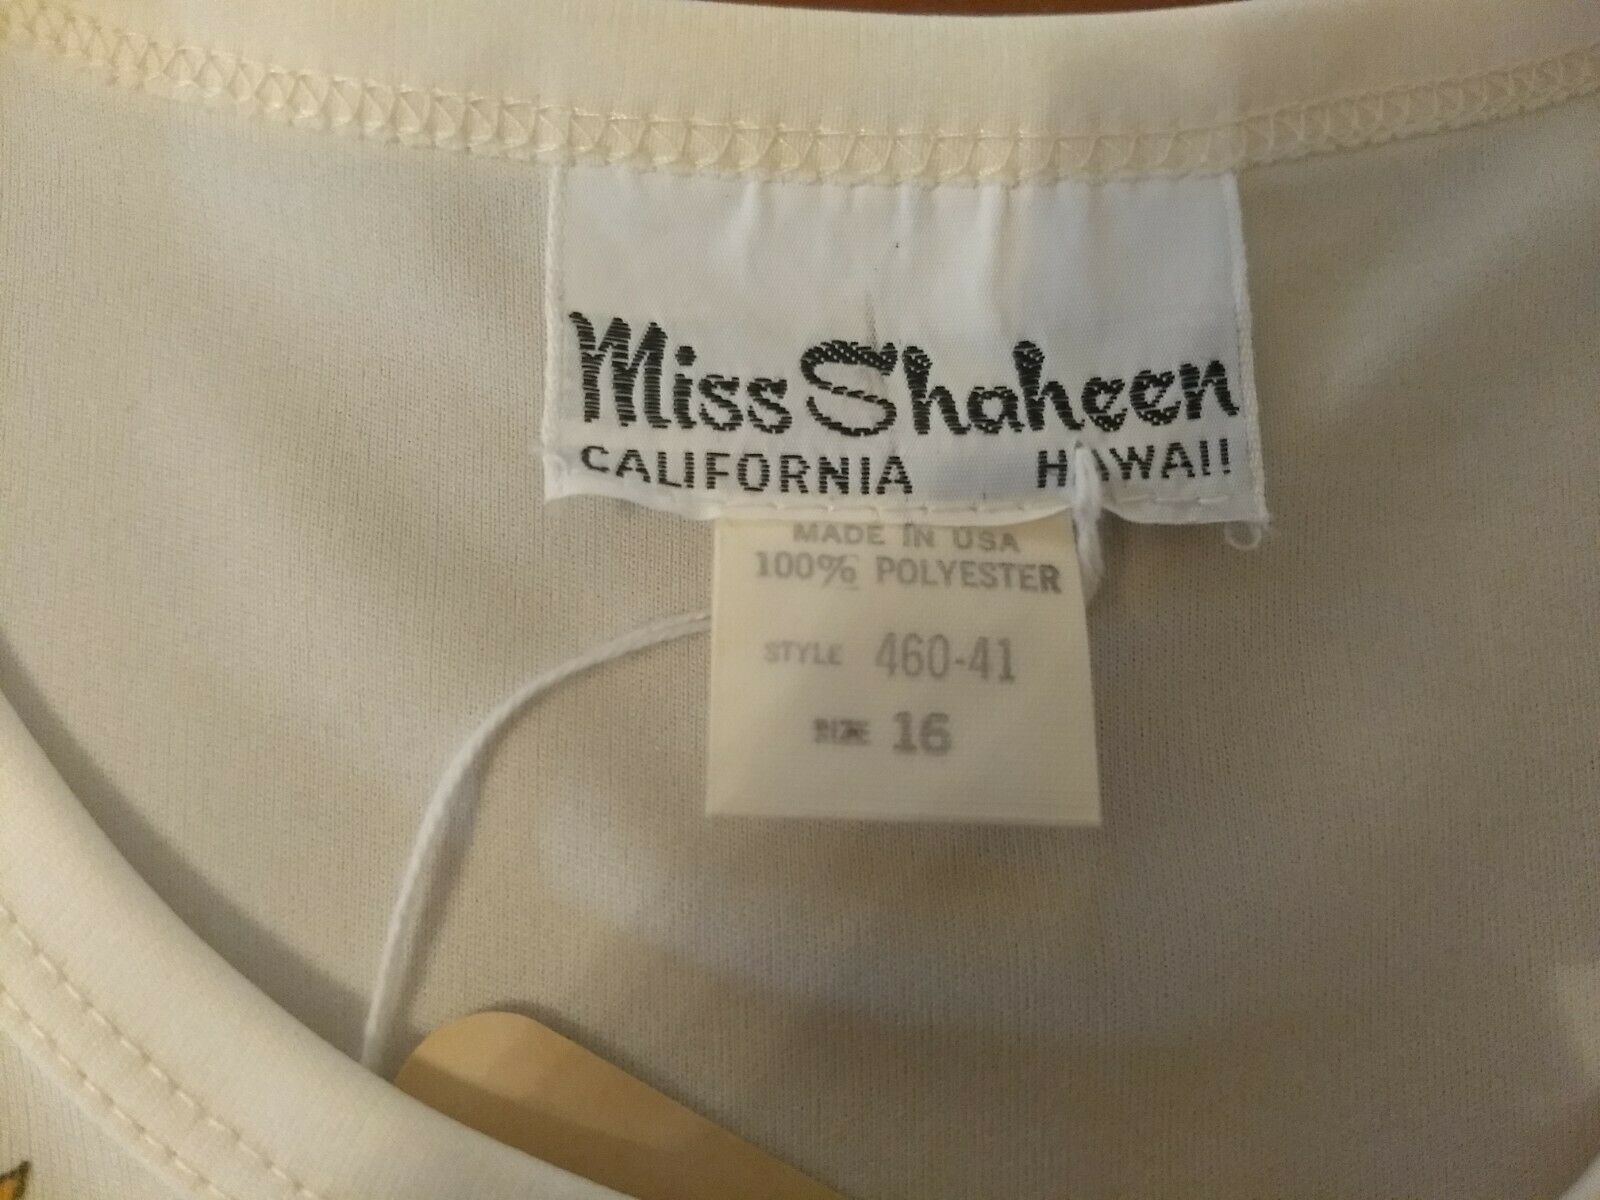 Miss Shaheen
CALIFORNIA HAWAII
MADE IN USA
100% POLYESTER
STYLE 460-41
SIZE 16